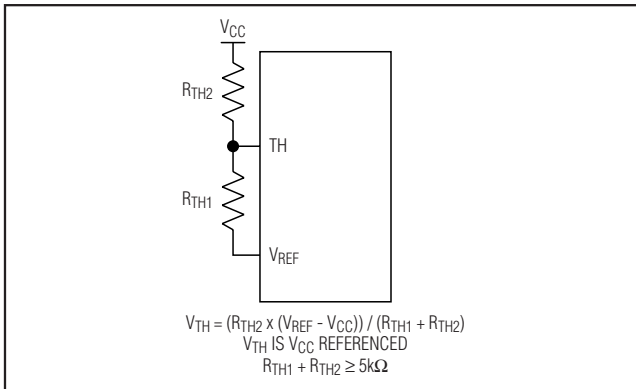 VCC
RTH2
TH
RTH1
VREF
VTH = (RTH2 x (VREF - VCC)) / (RTH1 + RTH2)
VTH IS VCC REFERENCED
RTH1 + RTH2 ≥ 5kΩ